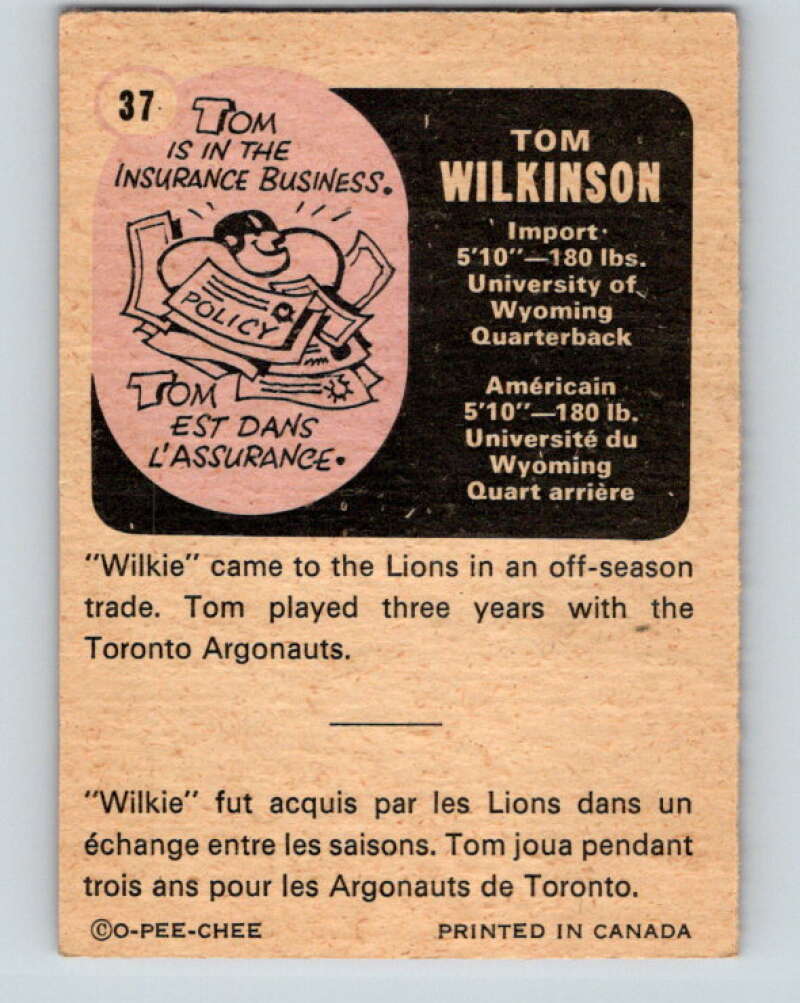 37
TOM
IS IN THE
INSURANCE BUSINESS.
POLICY
TOM
EST DANS
L'ASSURANCE.
TOM
WILKINSON
Import
5'10"—180 lbs.
University of
Wyoming
Quarterback
Américain
5'10"—180 lb.
Université du
Wyoming
Quart arrière
"Wilkie" came to the Lions in an off-season
trade. Tom played three years with the
Toronto Argonauts.
"Wilkie" fut acquis par les Lions dans un
échange entre les saisons. Tom joua pendant
trois ans pour les Argonauts de Toronto.
©O-PEE-CHEE PRINTED IN CANADA